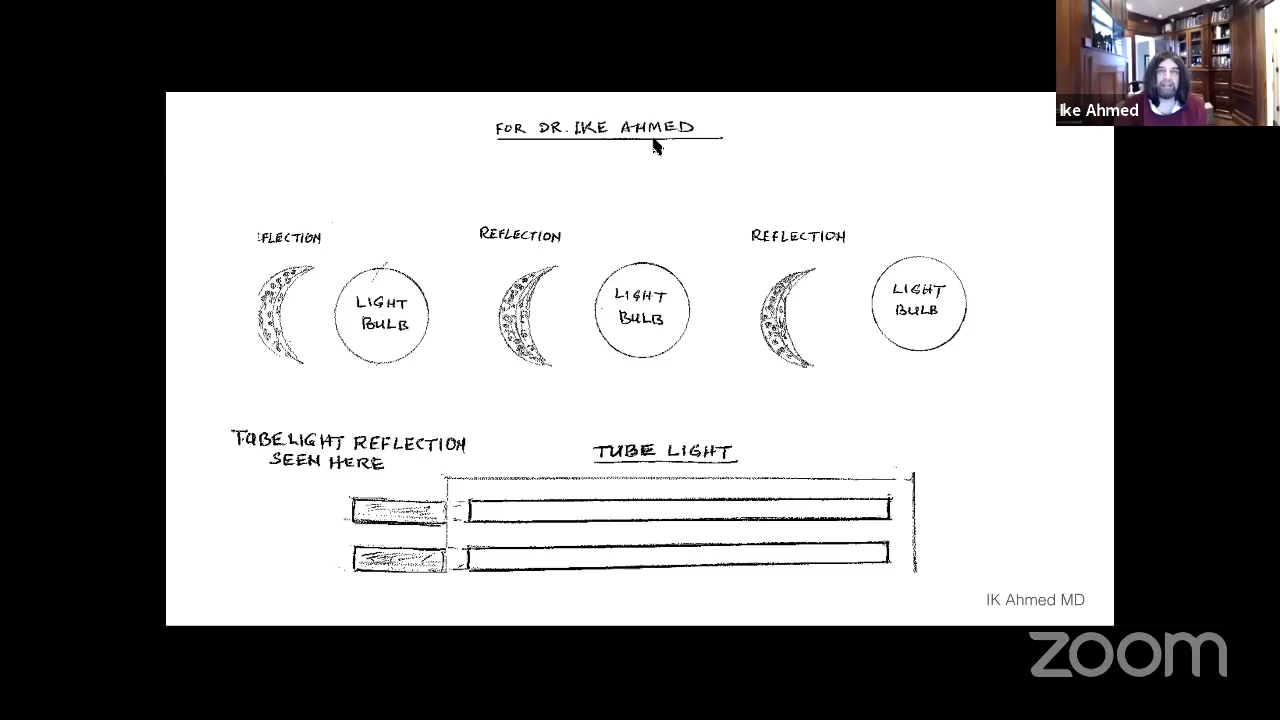 Ike Ahmed
FOR DR. IKE AHMED
FLECTION
REFLECTION
REFLECTION
LIGHT
BULB
LIGHT
BULB
LIGHT
BULB
TUBELIGHT REFLECTION
SEEN HERE
TUBE LIGHT
IK Ahmed MD
zoom